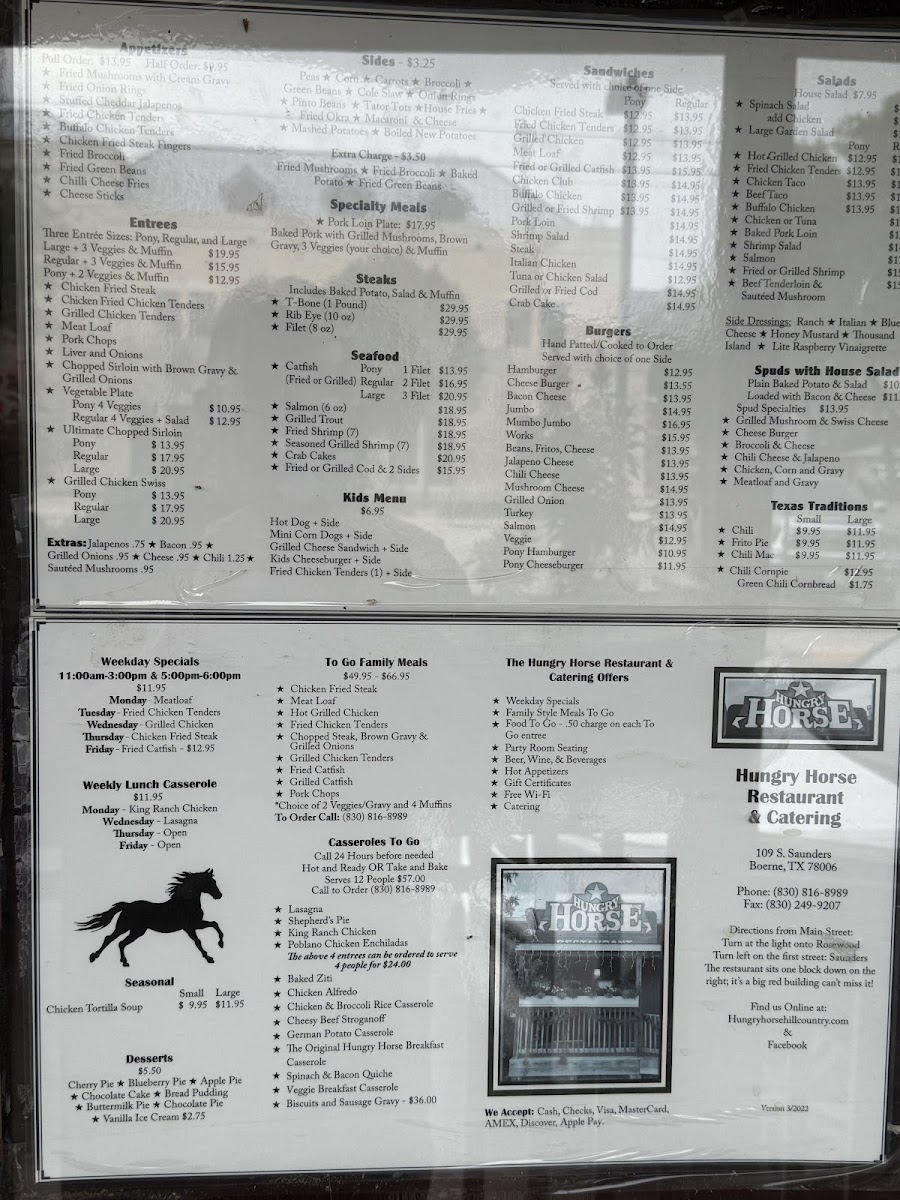 Appetizers
Full Order: $13.95 Half Order: $9.95
★ Fried Mushrooms with Cream Gravy
★ Fried Onion Rings
★ Stuffed Cheddar Jalapenos
★ Fried Chicken Tenders
★ Buffalo Chicken Tenders
★ Chicken Fried Steak Fingers
★ Fried Broccoli
★ Fried Green Beans
★ Chilli Cheese Fries
★ Cheese Sticks
Entrees
Three Entrée Sizes: Pony, Regular, and Large
Large + 3 Veggies & Muffin $19.95
Regular + 3 Veggies & Muffin $15.95
Pony + 2 Veggies & Muffin $12.95
★ Chicken Fried Steak
★ Chicken Fried Chicken Tenders
★ Grilled Chicken Tenders
★ Meat Loaf
★ Pork Chops
★ Liver and Onions
★ Chopped Sirloin with Brown Gravy &
Grilled Onions
★ Vegetable Plate
Pony 4 Veggies $10.95
Regular 4 Veggies + Salad $12.95
★ Ultimate Chopped Sirloin
Pony $ 13.95
Regular $ 17.95
Large $ 20.95
★ Grilled Chicken Swiss
Pony $ 13.95
Regular $ 17.95
Large $ 20.95
Extras: Jalapenos .75 ★ Bacon .95 ★
Grilled Onions .95 ★ Cheese .95 ★ Chili 1.25 ★
Sautéed Mushrooms .95
Sides - $3.25
Peas ★ Corn ★ Carrots ★ Broccoli ★
Green Beans ★ Cole Slaw ★ Onion Rings
★ Pinto Beans ★ Tator Tots ★ House Fries ★
★ Fried Okra ★ Macaroni & Cheese
★ Mashed Potatoes ★ Boiled New Potatoes
Extra Charge - $3.50
Fried Mushrooms ★ Fried Broccoli ★ Baked
Potato ★ Fried Green Beans
Specialty Meals
★ Pork Loin Plate: $17.95
Baked Pork with Grilled Mushrooms, Brown
Gravy, 3 Veggies (your choice) & Muffin
Steaks
Includes Baked Potato, Salad & Muffin
★ T-Bone (1 Pound) $29.95
★ Rib Eye (10 oz) $29.95
★ Filet (8 oz) $29.95
Seafood
★ Catfish Pony 1 Filet $13.95
(Fried or Grilled) Regular 2 Filet $16.95
Large 3 Filet $20.95
★ Salmon (6 oz) $18.95
★ Grilled Trout $18.95
★ Fried Shrimp (7) $18.95
★ Seasoned Grilled Shrimp (7) $18.95
★ Crab Cakes $20.95
★ Fried or Grilled Cod & 2 Sides $15.95
Kids Menu
$6.95
Hot Dog + Side
Mini Corn Dogs + Side
Grilled Cheese Sandwich + Side
Kids Cheeseburger + Side
Fried Chicken Tenders (1) + Side
Sandwiches
Served with choice of one Side
Pony Regular
Chicken Fried Steak $12.95 $13.95
Fried Chicken Tenders $12.95 $13.95
Grilled Chicken $12.95 $13.95
Meat Loaf $12.95 $13.95
Fried or Grilled Catfish $13.95 $15.95
Chicken Club $13.95 $14.95
Buffalo Chicken $13.95 $14.95
Grilled or Fried Shrimp $13.95 $14.95
Pork Loin $14.95
Shrimp Salad $14.95
Steak $14.95
Italian Chicken $14.95
Tuna or Chicken Salad $12.95
Grilled or Fried Cod $14.95
Crab Cake $14.95
Burgers
Hand Patted/Cooked to Order
Served with choice of one Side
Hamburger $12.95
Cheese Burger $13.55
Bacon Cheese $13.95
Jumbo $14.95
Mumbo Jumbo $16.95
Works $15.95
Beans, Fritos, Cheese $13.95
Jalapeno Cheese $13.95
Chili Cheese $13.95
Mushroom Cheese $14.95
Grilled Onion $13.95
Turkey $13.95
Salmon $14.95
Veggie $12.95
Pony Hamburger $10.95
Pony Cheeseburger $11.95
Salads
House Salad $7.95
★ Spinach Salad
add Chicken
★ Large Garden Salad
Pony
★ Hot Grilled Chicken $12.95
★ Fried Chicken Tenders $12.95
★ Chicken Taco $13.95
★ Beef Taco $13.95
★ Buffalo Chicken $13.95
★ Chicken or Tuna
★ Baked Pork Loin
★ Shrimp Salad
★ Salmon
★ Fried or Grilled Shrimp
★ Beef Tenderloin &
Sautéed Mushroom
Side Dressings: Ranch ★ Italian ★ Blue
Cheese ★ Honey Mustard ★ Thousand
Island ★ Lite Raspberry Vinaigrette
Spuds with House Salad
Plain Baked Potato & Salad $10
Loaded with Bacon & Cheese $11.
Spud Specialties $13.95
★ Grilled Mushroom & Swiss Cheese
★ Cheese Burger
★ Broccoli & Cheese
★ Chili Cheese & Jalapeno
★ Chicken, Corn and Gravy
★ Meatloaf and Gravy
Texas Traditions
Small Large
★ Chili $9.95 $11.95
★ Frito Pie $9.95 $11.95
★ Chili Mac $9.95 $11.95
★ Chili Cornpie $12.95
Green Chili Cornbread $1.75
Weekday Specials
11:00am-3:00pm & 5:00pm-6:00pm
$11.95
Monday - Meatloaf
Tuesday - Fried Chicken Tenders
Wednesday - Grilled Chicken
Thursday - Chicken Fried Steak
Friday - Fried Catfish - $12.95
Weekly Lunch Casserole
$11.95
Monday - King Ranch Chicken
Wednesday - Lasagna
Thursday - Open
Friday - Open
Seasonal
Small Large
Chicken Tortilla Soup $ 9.95 $11.95
Desserts
$5.50
Cherry Pie ★ Blueberry Pie ★ Apple Pie
★ Chocolate Cake ★ Bread Pudding
★ Buttermilk Pie ★ Chocolate Pie
★ Vanilla Ice Cream $2.75
To Go Family Meals
$49.95 - $66.95
★ Chicken Fried Steak
★ Meat Loaf
★ Hot Grilled Chicken
★ Fried Chicken Tenders
★ Chopped Steak, Brown Gravy &
Grilled Onions
★ Grilled Chicken Tenders
★ Fried Catfish
★ Grilled Catfish
★ Pork Chops
*Choice of 2 Veggies/Gravy and 4 Muffins
To Order Call: (830) 816-8989
Casseroles To Go
Call 24 Hours before needed
Hot and Ready OR Take and Bake
Serves 12 People $57.00
Call to Order (830) 816-8989
★ Lasagna
★ Shepherd's Pie
★ King Ranch Chicken
★ Poblano Chicken Enchiladas
The above 4 entrees can be ordered to serve
4 people for $24.00
★ Baked Ziti
★ Chicken Alfredo
★ Chicken & Broccoli Rice Casserole
★ Cheesy Beef Stroganoff
★ German Potato Casserole
★ The Original Hungry Horse Breakfast
Casserole
★ Spinach & Bacon Quiche
★ Veggie Breakfast Casserole
★ Biscuits and Sausage Gravy - $36.00
The Hungry Horse Restaurant &
Catering Offers
★ Weekday Specials
★ Family Style Meals To Go
★ Food To Go - .50 charge on each To
Go entree
★ Party Room Seating
★ Beer, Wine, & Beverages
★ Hot Appetizers
★ Gift Certificates
★ Free Wi-Fi
★ Catering
HUNGRY
HORSE
RESTAURANT
We Accept: Cash, Checks, Visa, MasterCard,
AMEX, Discover, Apple Pay.
HUNGRY
HORSE
Hungry Horse
Restaurant
& Catering
109 S. Saunders
Boerne, TX 78006
Phone: (830) 816-8989
Fax: (830) 249-9207
Directions from Main Street:
Turn at the light onto Rosewood
Turn left on the first street: Saunders
The restaurant sits one block down on the
right; it's a big red building can't miss it!
Find us Online at:
Hungryhorsehillcountry.com
&
Facebook
Version 3/2022